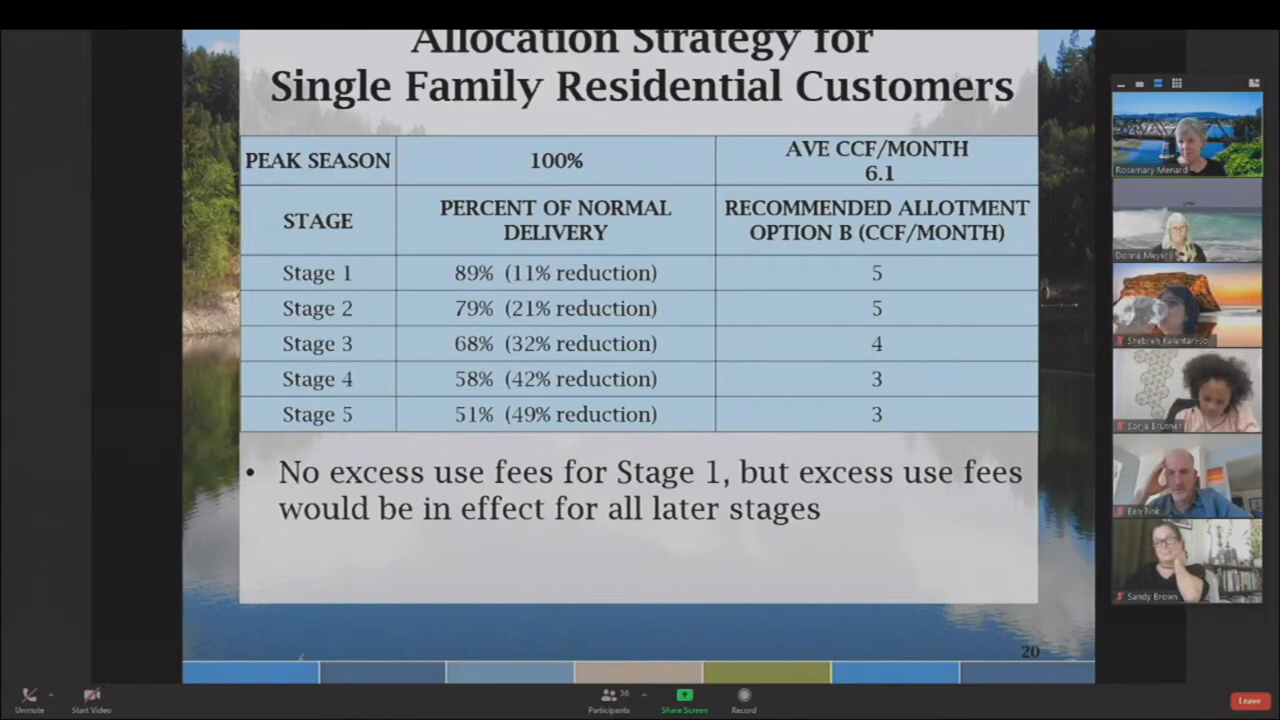 Allocation Strategy for
Single Family Residential Customers
PEAK SEASON
100%
AVE CCF/MONTH
6.1
STAGE
PERCENT OF NORMAL
DELIVERY
RECOMMENDED ALLOTMENT
OPTION B (CCF/MONTH)
Stage 1
89% (11% reduction)
5
Stage 2
79% (21% reduction)
5
Stage 3
68% (32% reduction)
4
Stage 4
58% (42% reduction)
3
Stage 5
51% (49% reduction)
3
• No excess use fees for Stage 1, but excess use fees
would be in effect for all later stages
20
Rosemary Menard
Donna Meyers
Sonja Brunner
Sandy Brown
Unmute
Start Video
36
Participants
Share Screen
Record
Leave